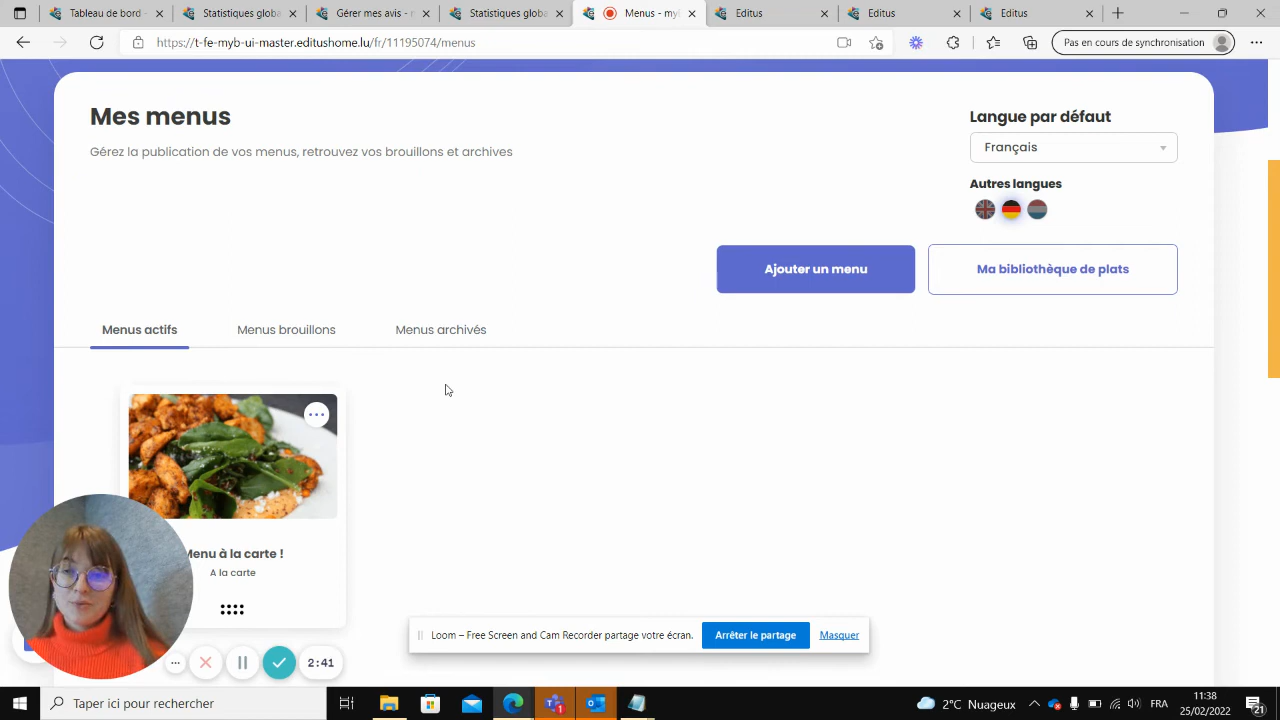 Tableau de bord -
Statistiques globa
Gérer mes avis - m
Statistiques globa
Menus - myl
Editus
Editus
Editus
https://t-fe-myb-ui-master.editushome.lu/fr/11195074/menus
Pas en cours de synchronisation
Mes menus
Gérez la publication de vos menus, retrouvez vos brouillons et archives
Langue par défaut
Français
Autres langues
Ajouter un menu
Ma bibliothèque de plats
Menus actifs
Menus brouillons
Menus archivés
Menu à la carte !
A la carte
Loom – Free Screen and Cam Recorder partage votre écran.
Arrêter le partage
Masquer
2:41
Taper ici pour rechercher
2°C Nuageux
FRA
11:38
25/02/2022
21
1